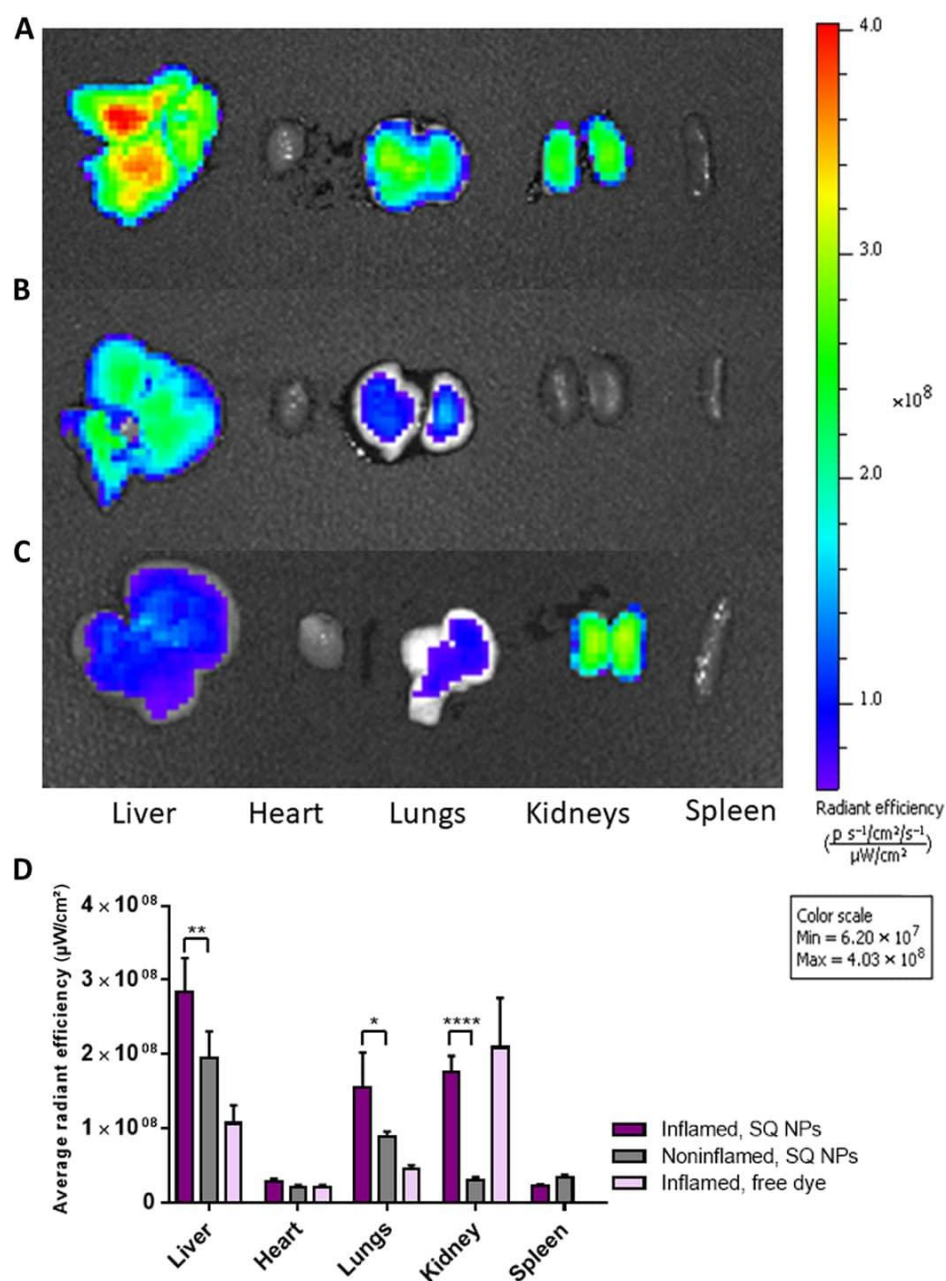 A
4.0
3.0
B
×10⁸
2.0
C
1.0
Liver Heart Lungs Kidneys Spleen
Radiant efficiency
(p s⁻¹/cm²/s⁻¹
μW/cm²)
D
Color scale
Min = 6.20 × 10⁷
Max = 4.03 × 10⁸
Average radiant efficiency (μW/cm²)
4 × 10⁰⁸
3 × 10⁰⁸
2 × 10⁰⁸
1 × 10⁰⁸
0
**
*
****
Inflamed, SQ NPs
Noninflamed, SQ NPs
Inflamed, free dye
Liver Heart Lungs Kidney Spleen